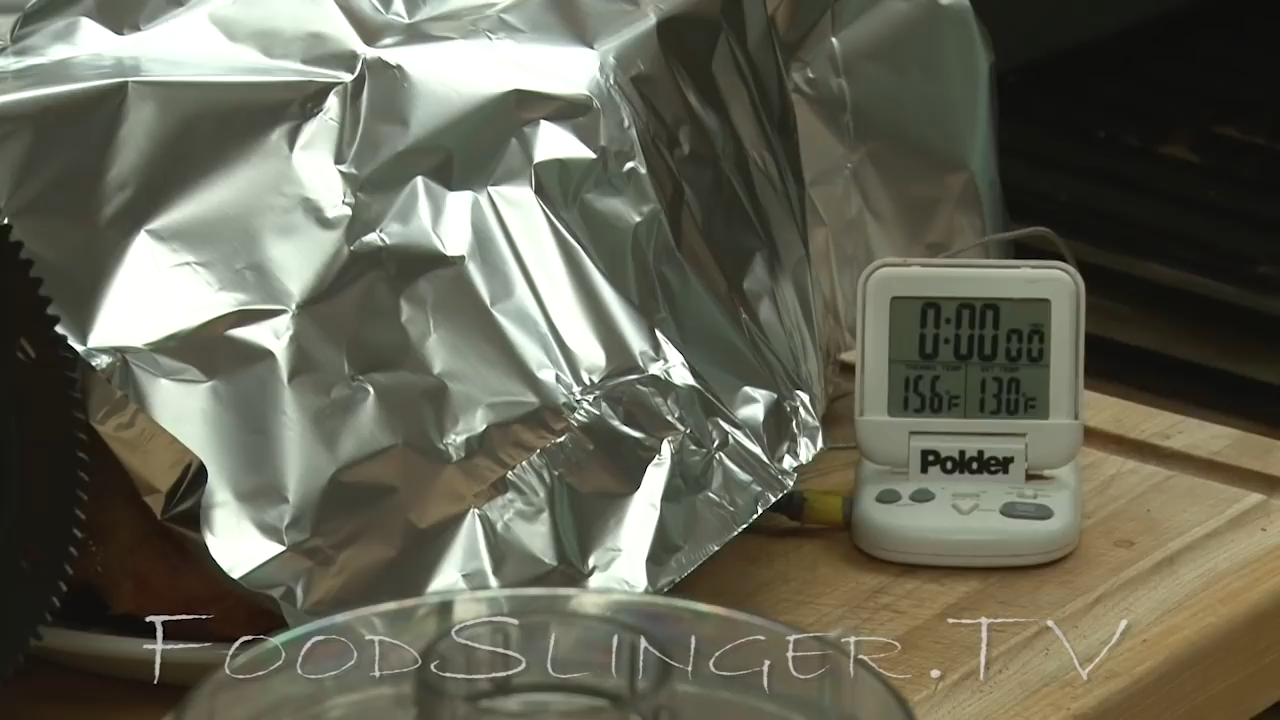 0:00 00
THERMO TEMP SET TEMP
156°F 130°F
Polder
FOODSLINGER.TV